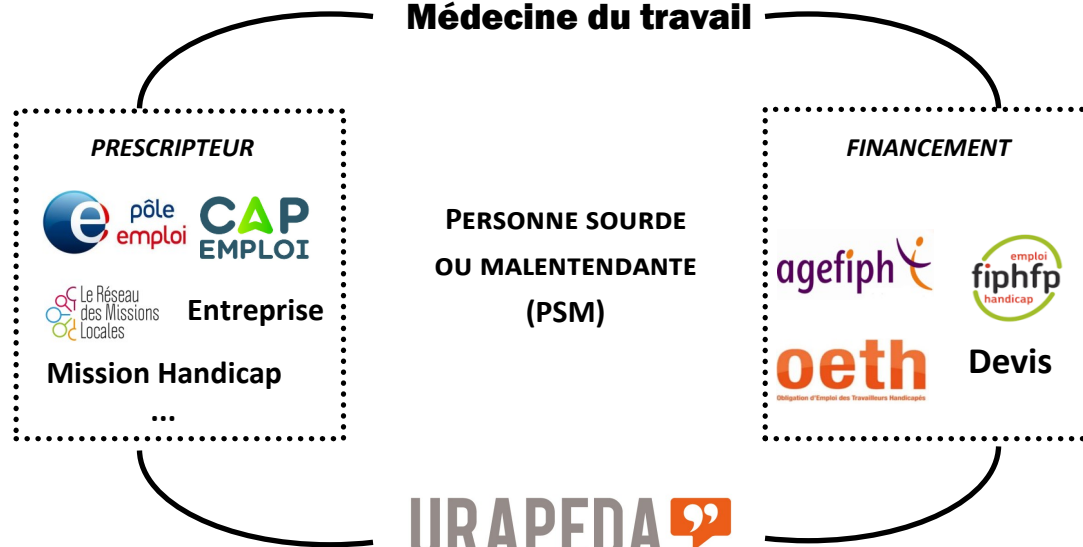 Médecine du travail
PRESCRIPTEUR
pôle
emploi
CAP
EMPLOI
Le Réseau
des Missions
Locales
Entreprise
Mission Handicap
...
PERSONNE SOURDE
OU MALENTENDANTE
(PSM)
FINANCEMENT
agefiph
emploi
fiphfp
handicap
oeth
Obligation d'Emploi des Travailleurs Handicapés
Devis
URAPEDA